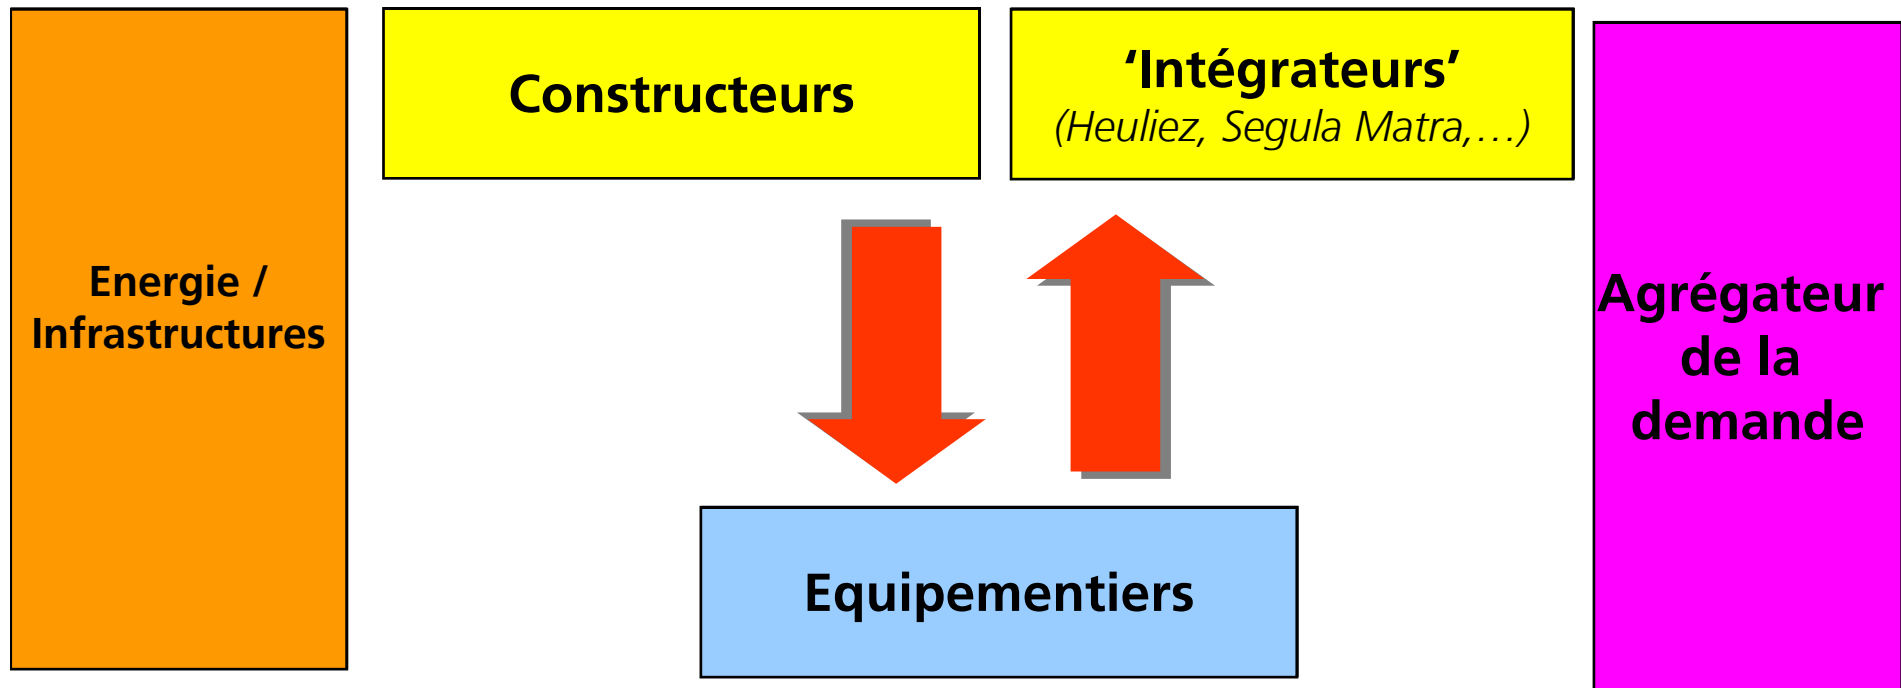 Energie /
Infrastructures
Constructeurs
‘Intégrateurs’
(Heuliez, Segula Matra,…)
Equipementiers
Agrégateur
de la
demande